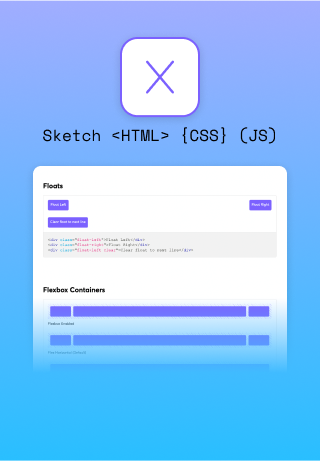 Sketch <HTML> {CSS} (JS)
Floats
Float Left
Float Right
Clear float to next line
<div class="float-left">Float Left</div>
<div class="float-right">Float Right</div>
<div class="float-left clear">Clear float to next line</div>
Flexbox Containers
Flexbox Enabled